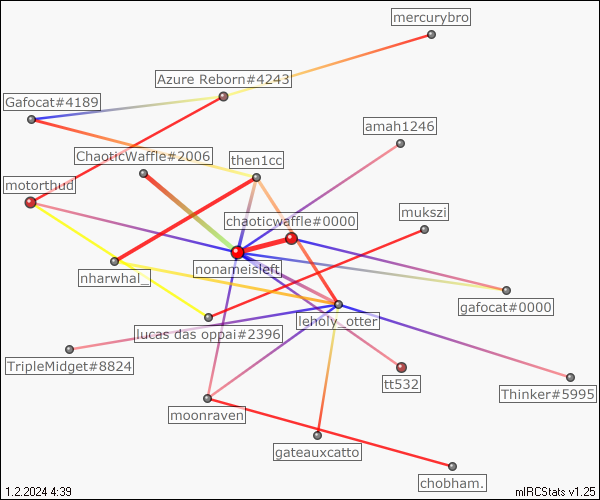 mercurybro
Azure Reborn#4243
Gafocat#4189
amah1246
ChaoticWaffle#2006
then1cc
motortbud
chaoticwaffle#0000
mukszi
nonameisleft
nharwhal_
gafocat#0000
leholy_otter
lucas das oppai#2396
TripleMidget#8824
tt532
Thinker#5995
moonraven
gateauxcatto
chobham.
1.2.2024 4:39
mIRCStats v1.25